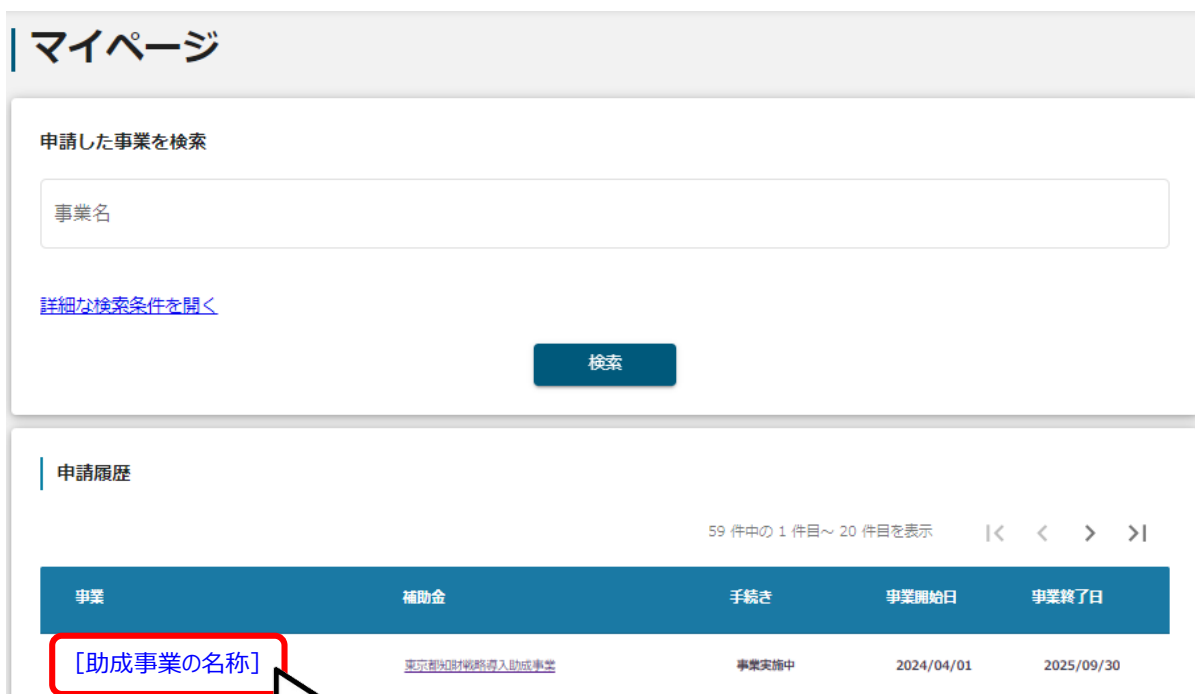 マイページ
申請した事業を検索
事業名
詳細な検索条件を開く
検索
申請履歴
59 件中の 1 件目～ 20 件目を表示
事業 補助金 手続き 事業開始日 事業終了日
[助成事業の名称] 東京都知財戦略導入助成事業 事業実施中 2024/04/01 2025/09/30